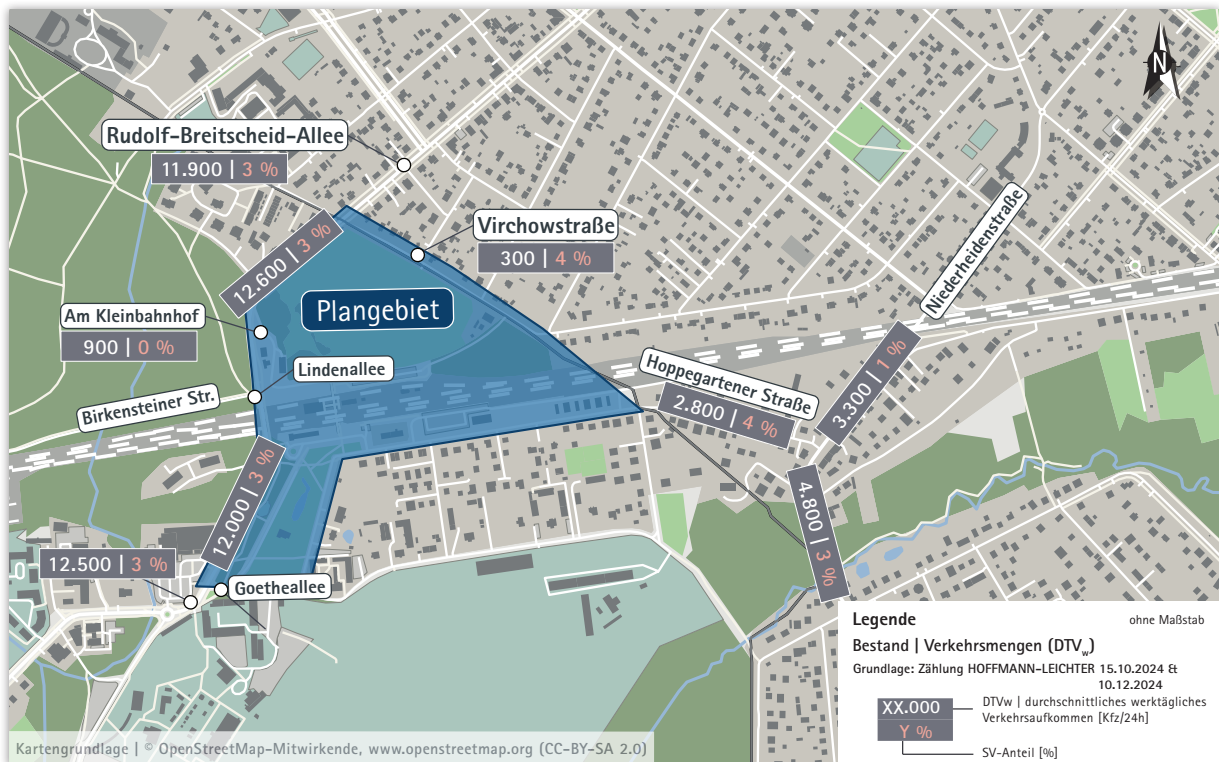 N
Rudolf-Breitscheid-Allee
11.900 | 3 %
Virchowstraße
300 | 4 %
12.600 | 3 %
Plangebiet
Niederheidenstraße
Am Kleinbahnhof
900 | 0 %
Lindenallee
Birkensteiner Str.
Hoppegartener Straße
2.800 | 4 %
3.300 | 1 %
12.000 | 3 %
4.800 | 3 %
12.500 | 3 %
Goetheallee
Legende
ohne Maßstab
Bestand | Verkehrsmengen (DTVw)
Grundlage: Zählung HOFFMANN-LEICHTER 15.10.2024 &
10.12.2024
XX.000
Y %
DTVw | durchschnittliches werktägliches
Verkehrsaufkommen [Kfz/24h]
SV-Anteil [%]
Kartengrundlage | © OpenStreetMap-Mitwirkende, www.openstreetmap.org (CC-BY-SA 2.0)